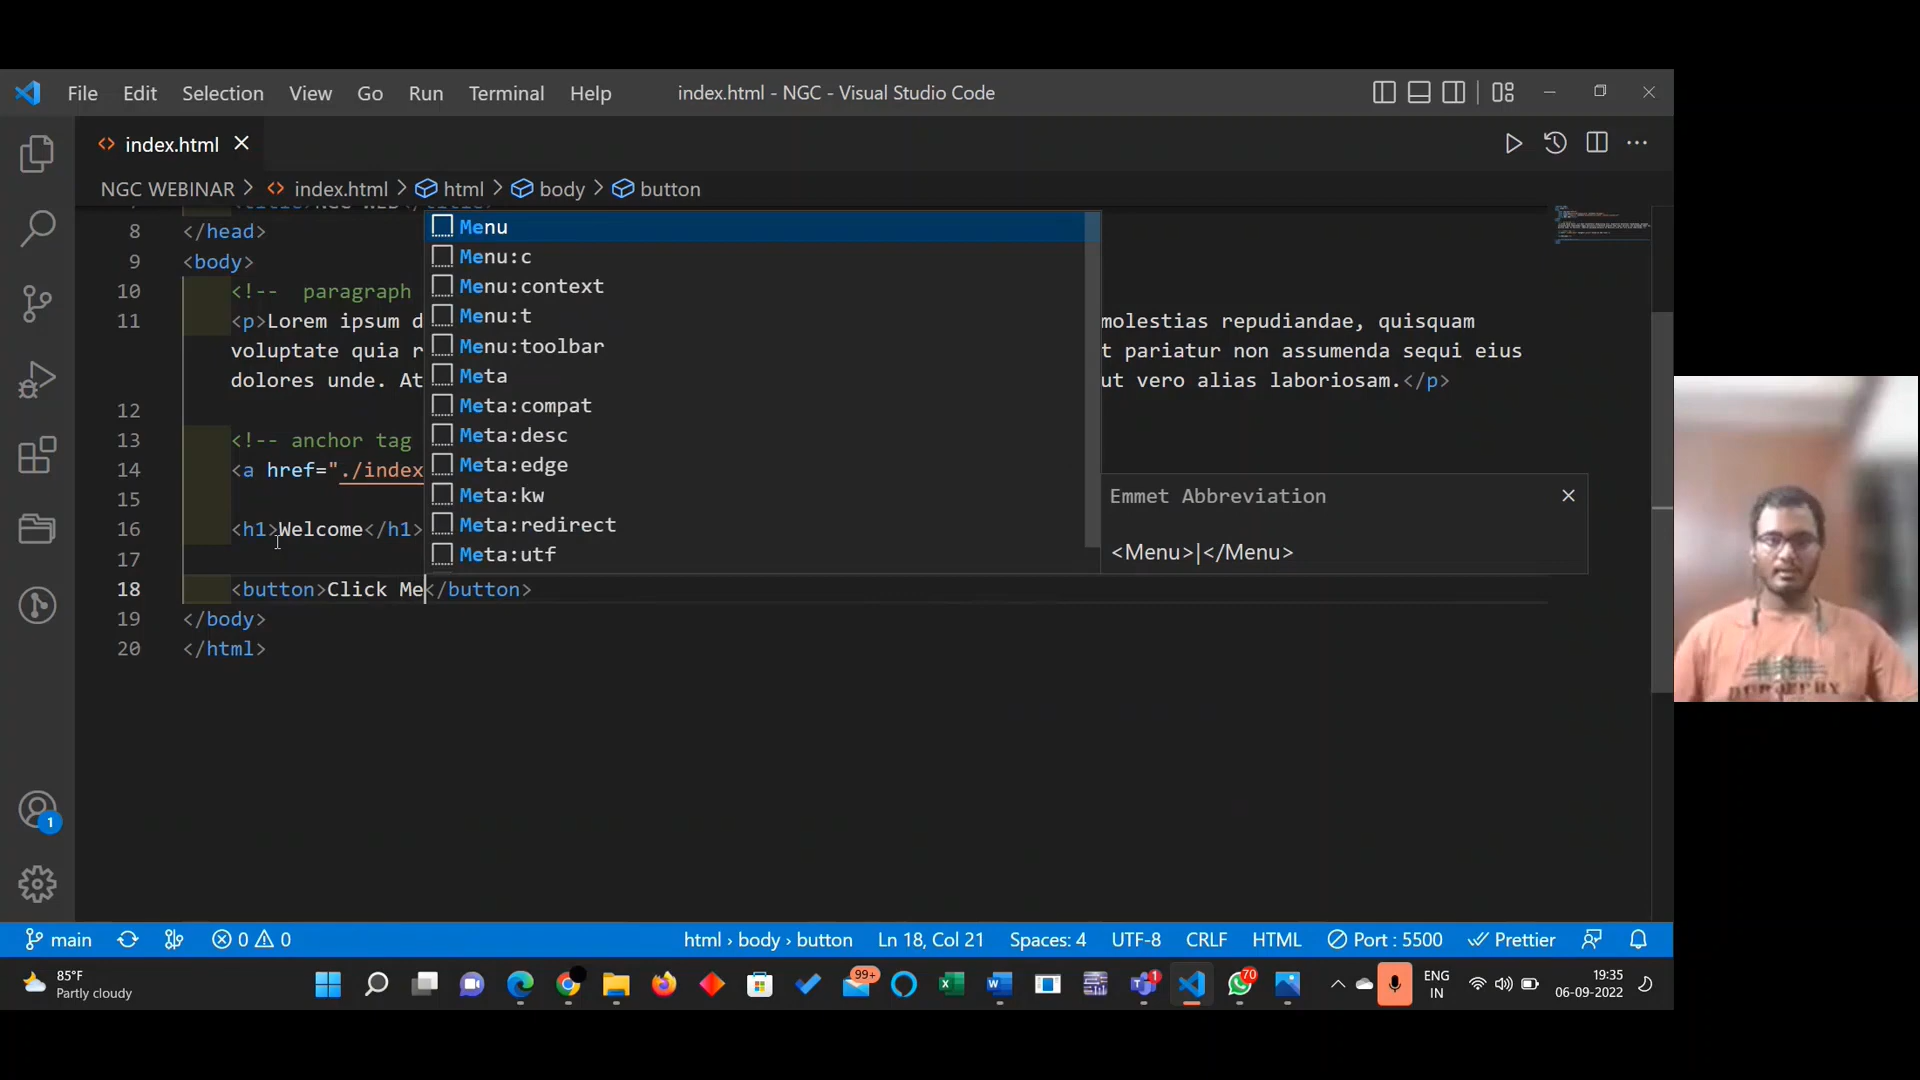 File Edit Selection View Go Run Terminal Help index.html - NGC - Visual Studio Code
index.html
NGC WEBINAR > index.html > html > body > button
8 </head>
9 <body>
10 <!-- paragraph
11 <p>Lorem ipsum d molestias repudiandae, quisquam
voluptate quia r t pariatur non assumenda sequi eius
dolores unde. At ut vero alias laboriosam.</p>
12
13 <!-- anchor tag
14 <a href="./index
15
16 <h1>Welcome</h1>
17
18 <button>Click Me</button>
19 </body>
20 </html>
Menu
Menu:c
Menu:context
Menu:t
Menu:toolbar
Meta
Meta:compat
Meta:desc
Meta:edge
Meta:kw
Meta:redirect
Meta:utf
Emmet Abbreviation
<Menu>|</Menu>
1
main 0 0 html › body › button Ln 18, Col 21 Spaces: 4 UTF-8 CRLF HTML Port : 5500 Prettier
85°F
Partly cloudy
99+
1
70
ENG
IN
19:35
06-09-2022